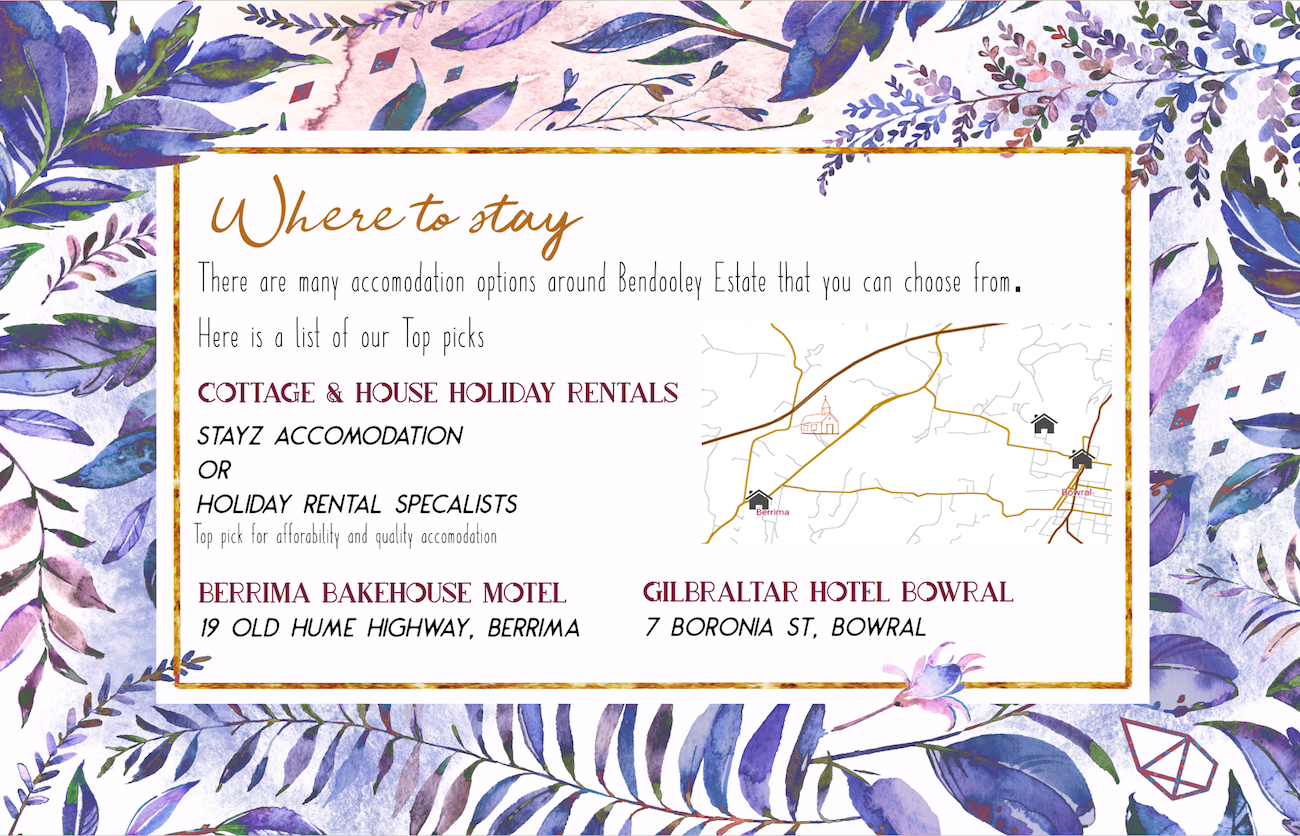 Where to stay
There are many accomodation options around Bendooley Estate that you can choose from.
Here is a list of our Top picks
COTTAGE & HOUSE HOLIDAY RENTALS
STAYZ ACCOMODATION
OR
HOLIDAY RENTAL SPECALISTS
Top pick for afforability and quality accomodation
Berrima
Bowral
BERRIMA BAKEHOUSE MOTEL
19 OLD HUME HIGHWAY, BERRIMA
GILBRALTAR HOTEL BOWRAL
7 BORONIA ST, BOWRAL